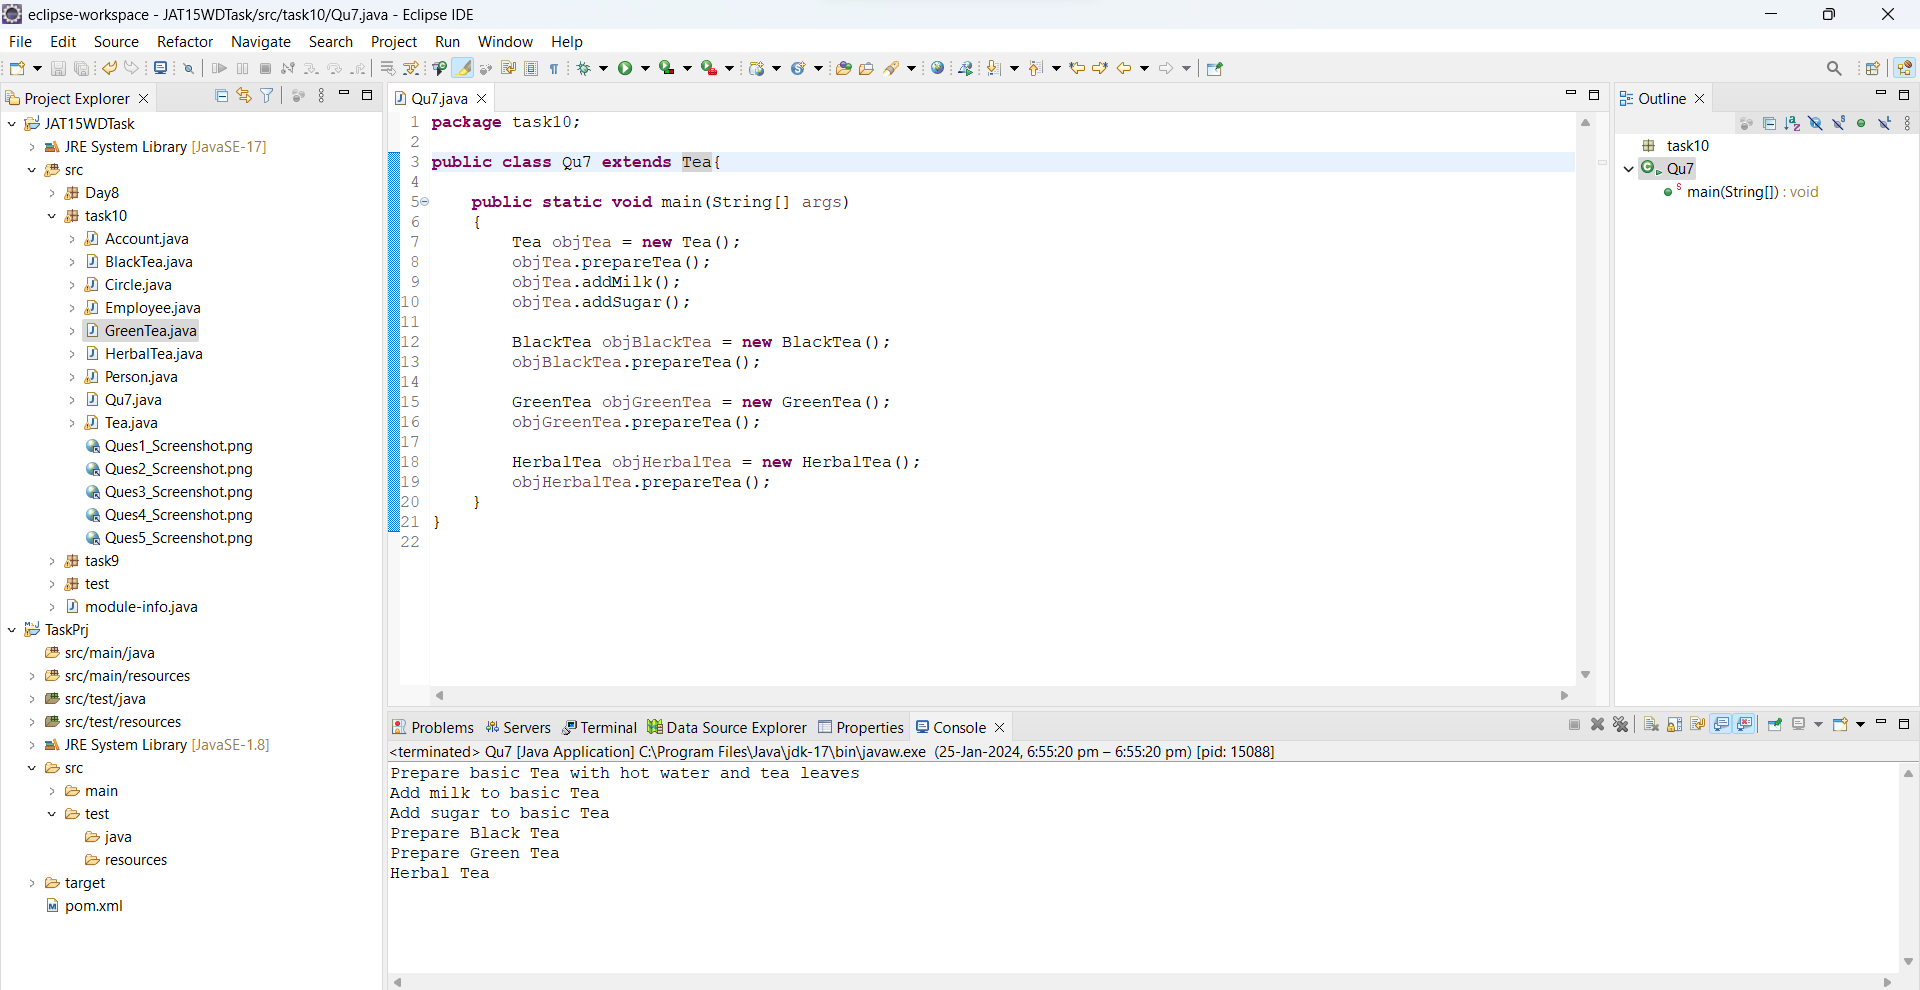 eclipse-workspace - JAT15WDTask/src/task10/Qu7.java - Eclipse IDE
File Edit Source Refactor Navigate Search Project Run Window Help
Project Explorer
JAT15WDTask
JRE System Library [JavaSE-17]
src
Day8
task10
Account.java
BlackTea.java
Circle.java
Employee.java
GreenTea.java
HerbalTea.java
Person.java
Qu7.java
Tea.java
Ques1_Screenshot.png
Ques2_Screenshot.png
Ques3_Screenshot.png
Ques4_Screenshot.png
Ques5_Screenshot.png
task9
test
module-info.java
TaskPrj
src/main/java
src/main/resources
src/test/java
src/test/resources
JRE System Library [JavaSE-1.8]
src
main
test
java
resources
target
pom.xml
Qu7.java
1 package task10;
2
3 public class Qu7 extends Tea{
4
5 public static void main(String[] args)
6 {
7 Tea objTea = new Tea();
8 objTea.prepareTea();
9 objTea.addMilk();
10 objTea.addSugar();
11
12 BlackTea objBlackTea = new BlackTea();
13 objBlackTea.prepareTea();
14
15 GreenTea objGreenTea = new GreenTea();
16 objGreenTea.prepareTea();
17
18 HerbalTea objHerbalTea = new HerbalTea();
19 objHerbalTea.prepareTea();
20 }
21 }
22
Outline
task10
Qu7
main(String[]) : void
Problems Servers Terminal Data Source Explorer Properties Console
<terminated> Qu7 [Java Application] C:\Program Files\Java\jdk-17\bin\javaw.exe (25-Jan-2024, 6:55:20 pm – 6:55:20 pm) [pid: 15088]
Prepare basic Tea with hot water and tea leaves
Add milk to basic Tea
Add sugar to basic Tea
Prepare Black Tea
Prepare Green Tea
Herbal Tea